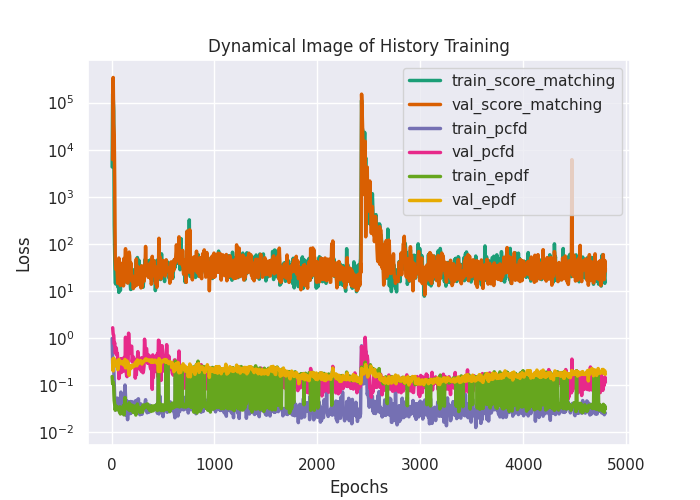 Dynamical Image of History Training
train_score_matching
val_score_matching
train_pcfd
val_pcfd
train_epdf
val_epdf
Loss
10⁵
10⁴
10³
10²
10¹
10⁰
10⁻¹
10⁻²
0 1000 2000 3000 4000 5000
Epochs